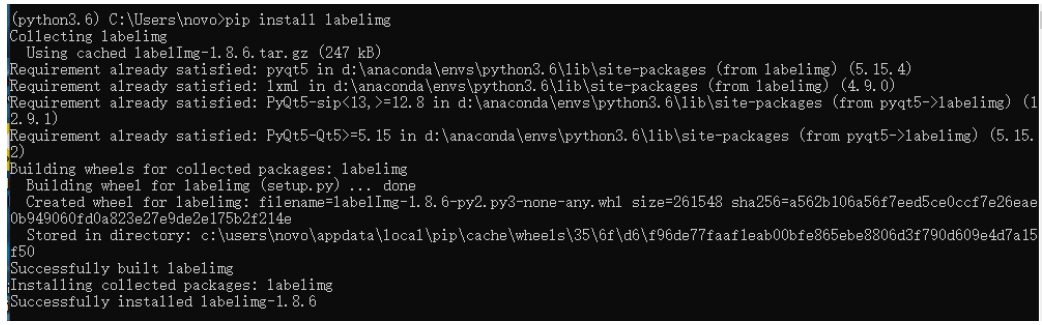 (python3.6) C:\Users\novo>pip install labelimg
Collecting labelimg
  Using cached labelImg-1.8.6.tar.gz (247 kB)
Requirement already satisfied: pyqt5 in d:\anaconda\envs\python3.6\lib\site-packages (from labelimg) (5.15.4)
Requirement already satisfied: lxml in d:\anaconda\envs\python3.6\lib\site-packages (from labelimg) (4.9.0)
Requirement already satisfied: PyQt5-sip<13,>=12.8 in d:\anaconda\envs\python3.6\lib\site-packages (from pyqt5->labelimg) (1
2.9.1)
Requirement already satisfied: PyQt5-Qt5>=5.15 in d:\anaconda\envs\python3.6\lib\site-packages (from pyqt5->labelimg) (5.15.
2)
Building wheels for collected packages: labelimg
  Building wheel for labelimg (setup.py) ... done
  Created wheel for labelimg: filename=labelImg-1.8.6-py2.py3-none-any.whl size=261548 sha256=a562b106a56f7eed5ce0ccf7e26eae
0b949060fd0a823e27e9de2e175b2f214e
  Stored in directory: c:\users\novo\appdata\local\pip\cache\wheels\35\6f\d6\f96de77faaf1eab00bfe865ebe8806d3f790d609e4d7a15
f50
Successfully built labelimg
Installing collected packages: labelimg
Successfully installed labelimg-1.8.6